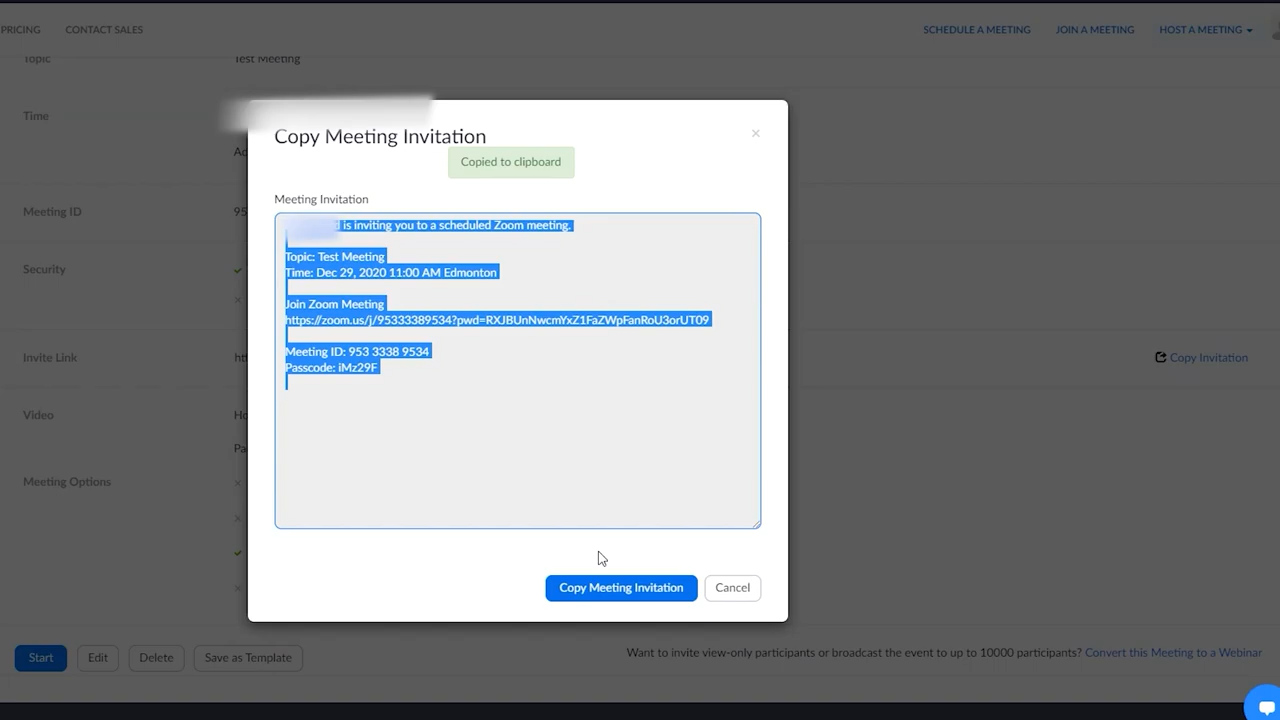 PRICING CONTACT SALES SCHEDULE A MEETING JOIN A MEETING HOST A MEETING
Topic Test Meeting
Time
Meeting ID 95
Security
Invite Link Copy Invitation
Video Ho
Pa
Meeting Options
Copy Meeting Invitation
×
Copied to clipboard
Meeting Invitation
is inviting you to a scheduled Zoom meeting.
Topic: Test Meeting
Time: Dec 29, 2020 11:00 AM Edmonton
Join Zoom Meeting
https://zoom.us/j/95333389534?pwd=RXJBUnNwcmYxZ1FaZWpFanRoU3orUT09
Meeting ID: 953 3338 9534
Passcode: iMz29F
Copy Meeting Invitation Cancel
Start Edit Delete Save as Template
Want to invite view-only participants or broadcast the event to up to 10000 participants? Convert this Meeting to a Webinar